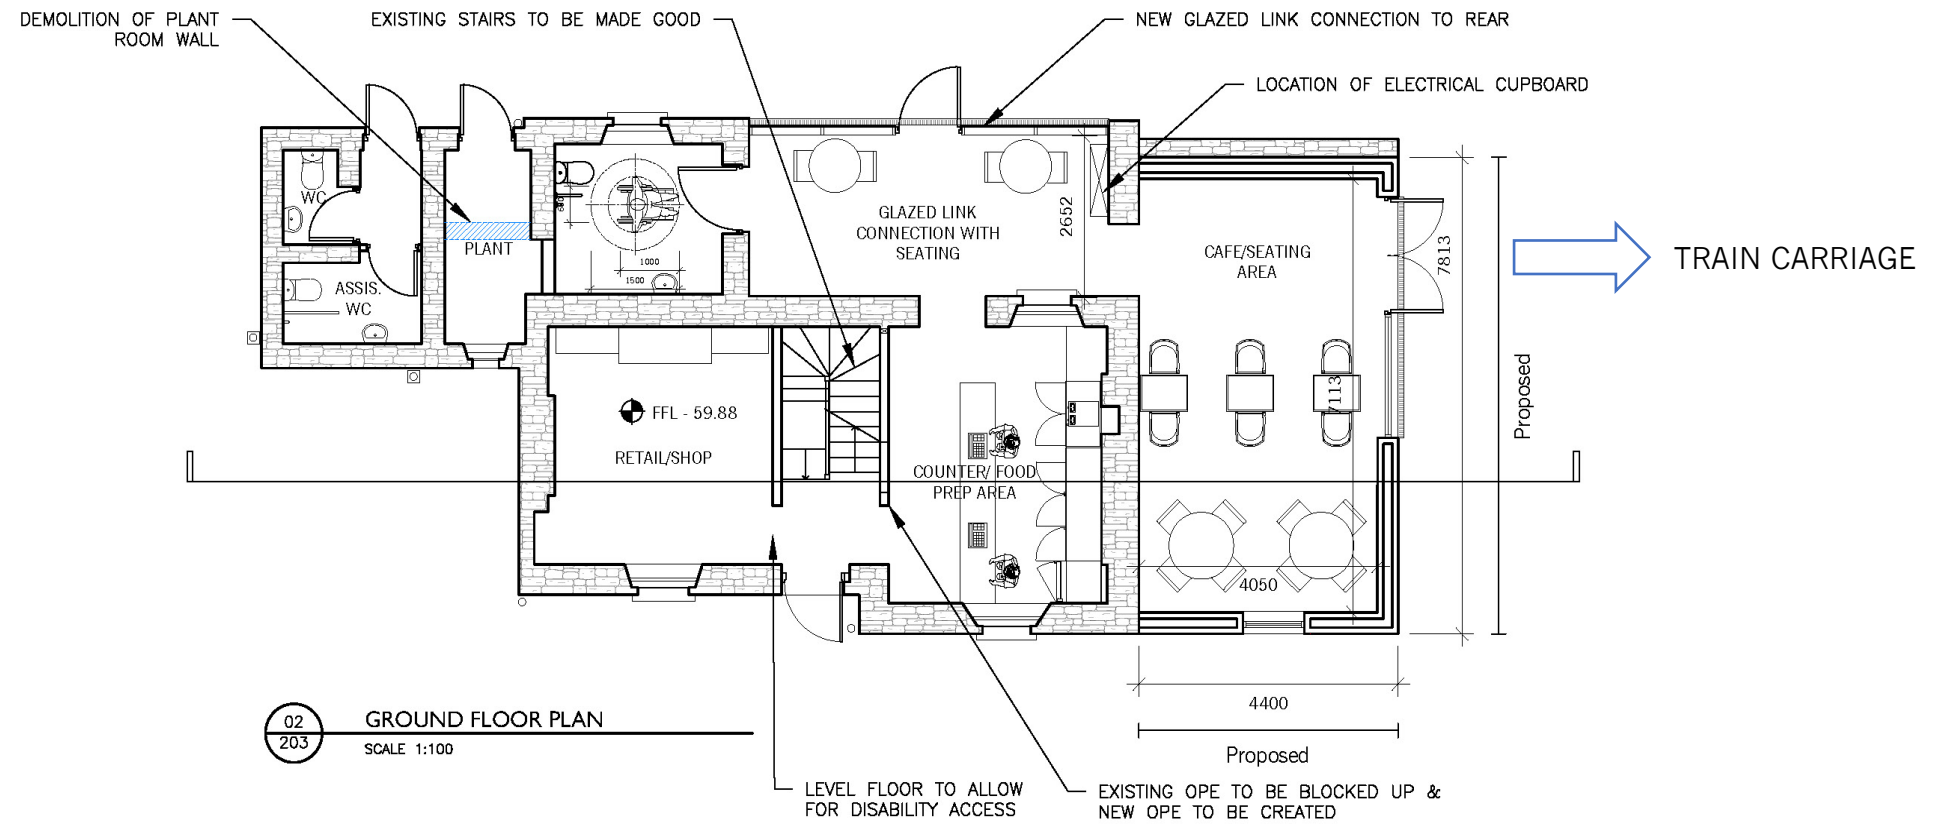 DEMOLITION OF PLANT
ROOM WALL
EXISTING STAIRS TO BE MADE GOOD
NEW GLAZED LINK CONNECTION TO REAR
LOCATION OF ELECTRICAL CUPBOARD
WC
PLANT
ASSIS.
WC
1000
1500
GLAZED LINK
CONNECTION WITH
SEATING
2652
CAFE/SEATING
AREA
7813
TRAIN CARRIAGE
Proposed
7113
FFL - 59.88
RETAIL/SHOP
COUNTER/ FOOD
PREP AREA
4050
4400
Proposed
02
203
GROUND FLOOR PLAN
SCALE 1:100
LEVEL FLOOR TO ALLOW
FOR DISABILITY ACCESS
EXISTING OPE TO BE BLOCKED UP &
NEW OPE TO BE CREATED